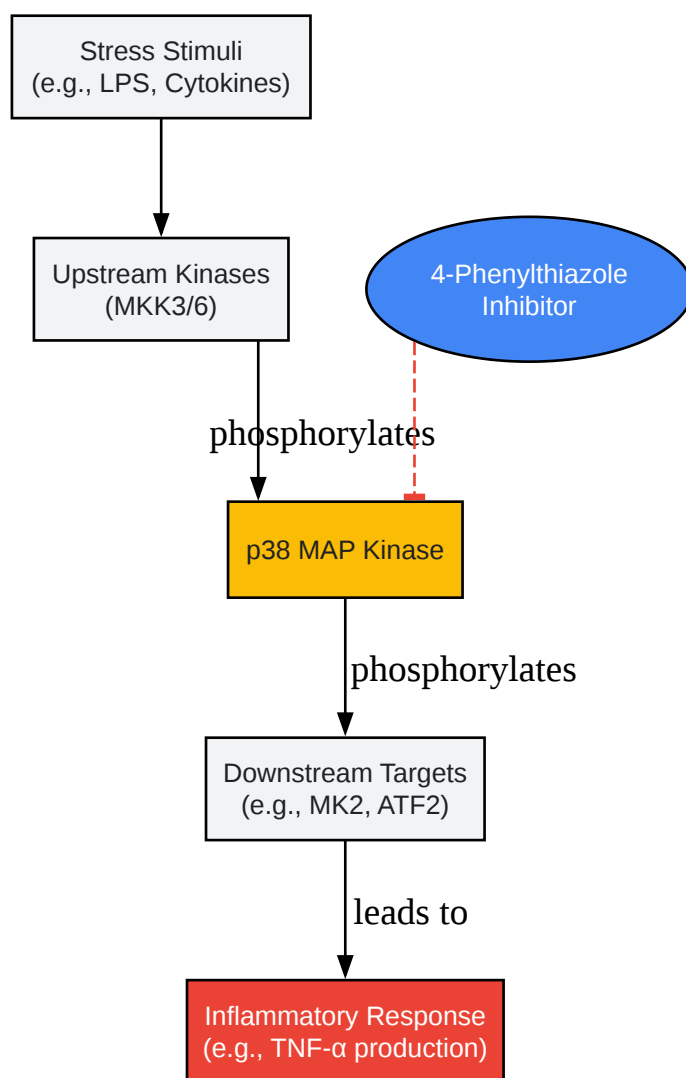 Stress Stimuli
(e.g., LPS, Cytokines)
Upstream Kinases
(MKK3/6)
4-Phenylthiazole
Inhibitor
phosphorylates
p38 MAP Kinase
phosphorylates
Downstream Targets
(e.g., MK2, ATF2)
leads to
Inflammatory Response
(e.g., TNF-α production)